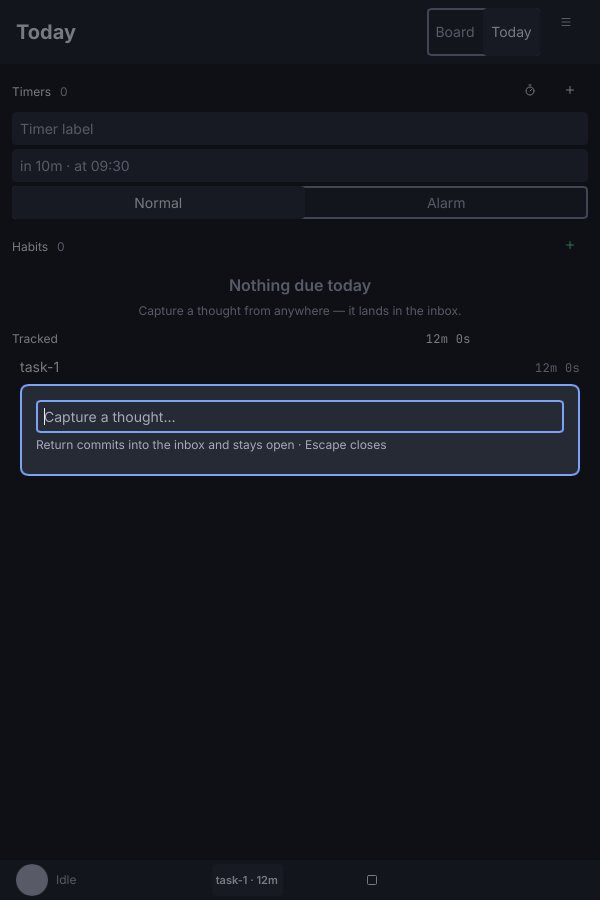 Today
Board Today
Timers 0
Timer label
in 10m · at 09:30
Normal Alarm
Habits 0
Nothing due today
Capture a thought from anywhere — it lands in the inbox.
Tracked 12m 0s
task-1 12m 0s
Capture a thought...
Return commits into the inbox and stays open · Escape closes
Idle task-1 · 12m